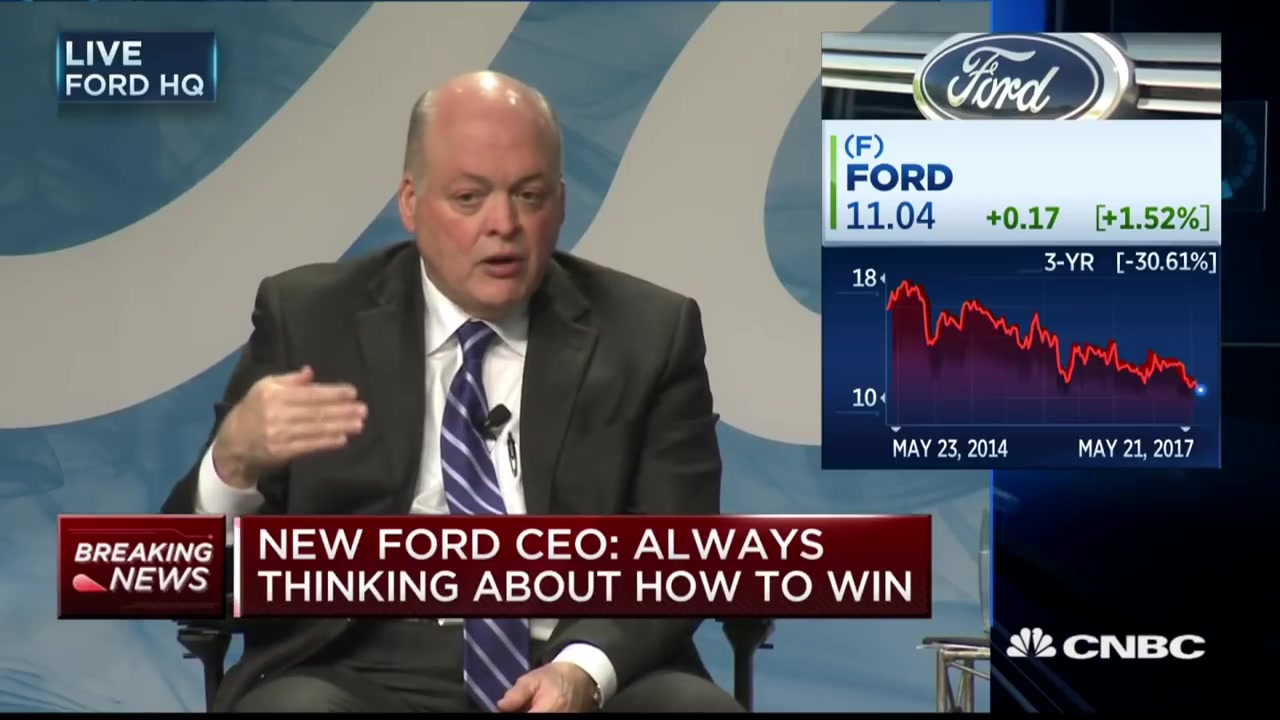 LIVE
FORD HQ
Ford
(F)
FORD
11.04 +0.17 [+1.52%]
3-YR [-30.61%]
18
10
MAY 23, 2014 MAY 21, 2017
BREAKING
NEWS
NEW FORD CEO: ALWAYS
THINKING ABOUT HOW TO WIN
CNBC